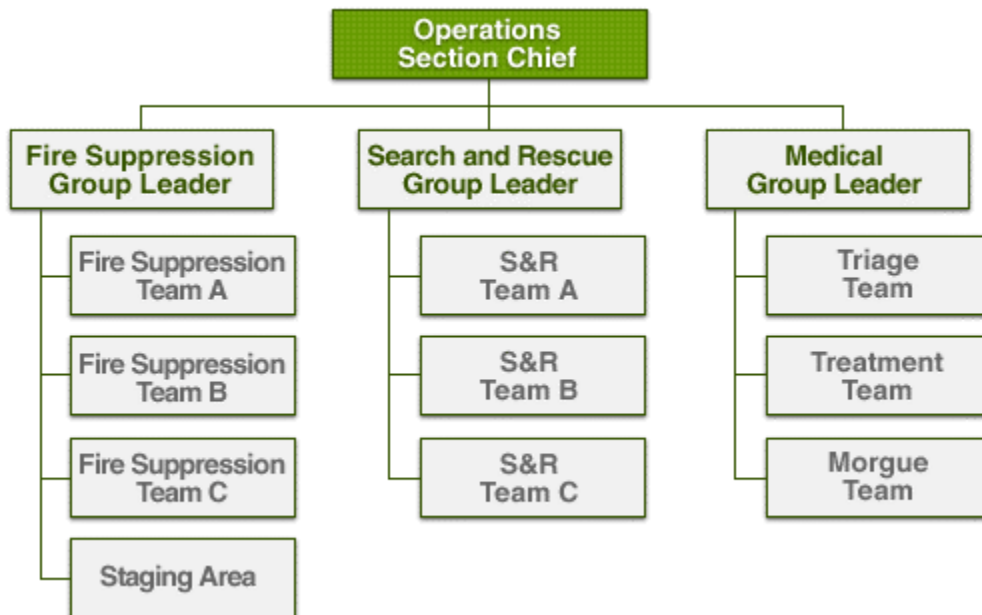 Operations
Section Chief
Fire Suppression
Group Leader
Fire Suppression
Team A
Fire Suppression
Team B
Fire Suppression
Team C
Staging Area
Search and Rescue
Group Leader
S&R
Team A
S&R
Team B
S&R
Team C
Medical
Group Leader
Triage
Team
Treatment
Team
Morgue
Team